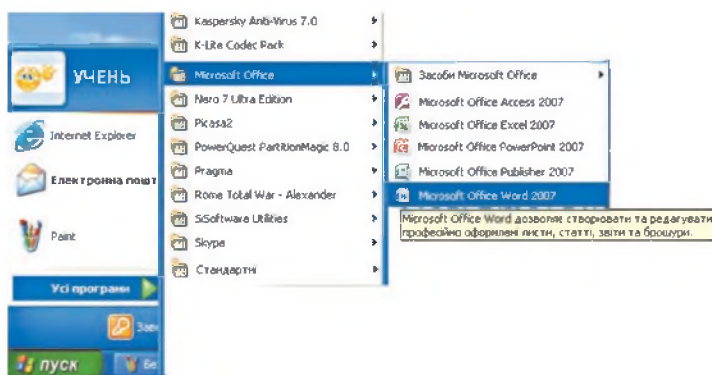 УЧЕНЬ
Internet Explorer
Електронна пошт
Paint
Усі програми
пуск
Kaspersky Anti-Virus 7.0
K-Lite Codec Pack
Microsoft Office
Nero 7 Ultra Edition
Picasa2
PowerQuest PartitionMagic 8.0
Pragma
Rome Total War - Alexander
SiSoftware Utilities
Skype
Стандартні
Засоби Microsoft Office
Microsoft Office Access 2007
Microsoft Office Excel 2007
Microsoft Office PowerPoint 2007
Microsoft Office Publisher 2007
Microsoft Office Word 2007
Microsoft Office Word дозволяє створювати та редагувати
професійно оформлені листи, статті, звіти та брошури.